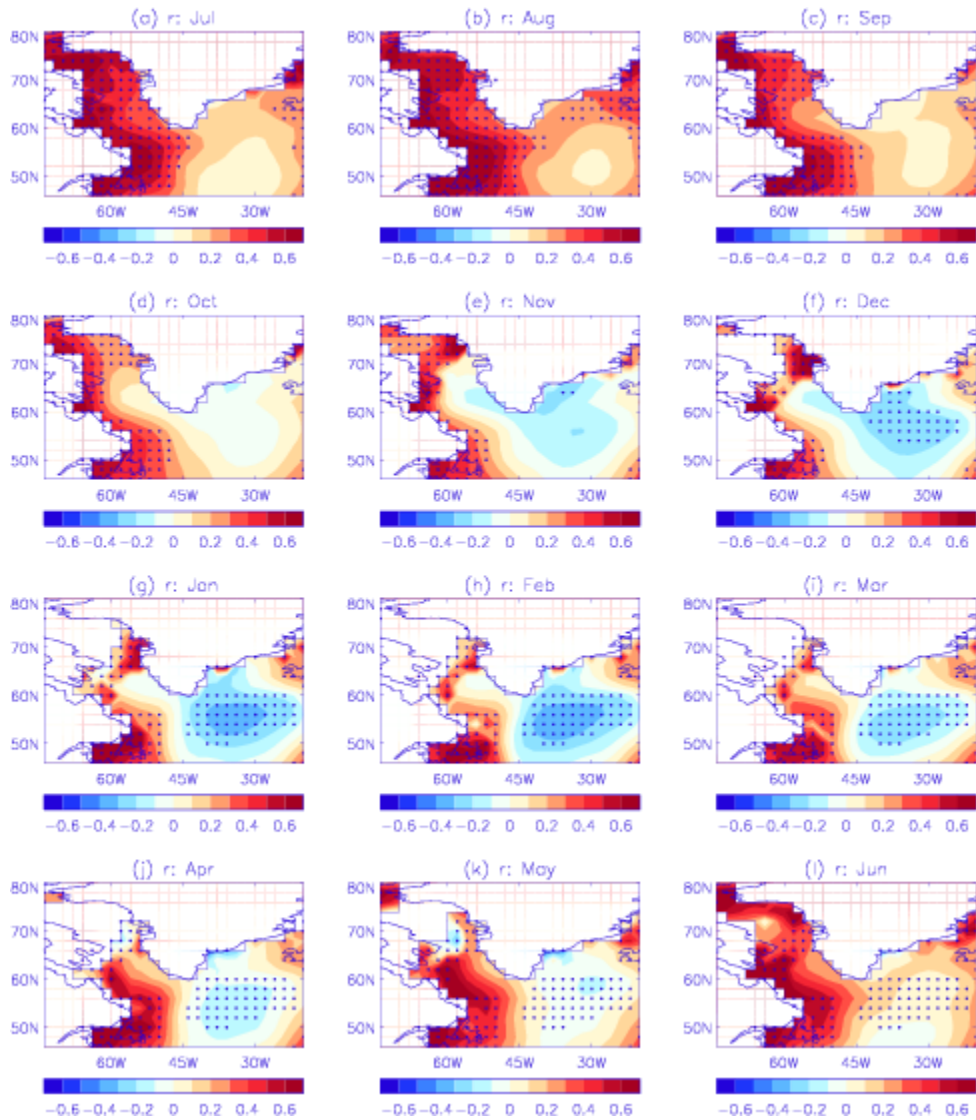 (a) r: Jul (b) r: Aug (c) r: Sep
80N 80N 80N
70N 70N 70N
60N 60N 60N
50N 50N 50N
60W 45W 30W 60W 45W 30W 60W 45W 30W
-0.6 -0.4 -0.2 0 0.2 0.4 0.6 -0.6 -0.4 -0.2 0 0.2 0.4 0.6 -0.6 -0.4 -0.2 0 0.2 0.4 0.6
(d) r: Oct (e) r: Nov (f) r: Dec
80N 80N 80N
70N 70N 70N
60N 60N 60N
50N 50N 50N
60W 45W 30W 60W 45W 30W 60W 45W 30W
-0.6 -0.4 -0.2 0 0.2 0.4 0.6 -0.6 -0.4 -0.2 0 0.2 0.4 0.6 -0.6 -0.4 -0.2 0 0.2 0.4 0.6
(g) r: Jan (h) r: Feb (i) r: Mar
80N 80N 80N
70N 70N 70N
60N 60N 60N
50N 50N 50N
60W 45W 30W 60W 45W 30W 60W 45W 30W
-0.6 -0.4 -0.2 0 0.2 0.4 0.6 -0.6 -0.4 -0.2 0 0.2 0.4 0.6 -0.6 -0.4 -0.2 0 0.2 0.4 0.6
(j) r: Apr (k) r: May (l) r: Jun
80N 80N 80N
70N 70N 70N
60N 60N 60N
50N 50N 50N
60W 45W 30W 60W 45W 30W 60W 45W 30W
-0.6 -0.4 -0.2 0 0.2 0.4 0.6 -0.6 -0.4 -0.2 0 0.2 0.4 0.6 -0.6 -0.4 -0.2 0 0.2 0.4 0.6